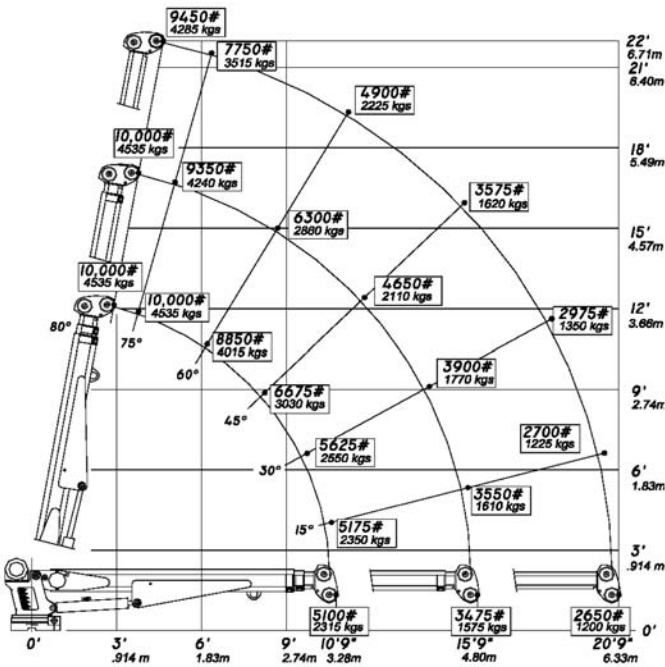 9450#
4285 kgs
7750#
3515 kgs
22'
6.71m
21'
6.40m
4900#
2225 kgs
10,000#
4535 kgs
18'
5.49m
9350#
4240 kgs
3575#
1620 kgs
6300#
2860 kgs
15'
4.57m
10,000#
4535 kgs
4650#
2110 kgs
10,000#
4535 kgs
12'
3.66m
2975#
1350 kgs
80°
75°
8850#
4015 kgs
60°
3900#
1770 kgs
9'
2.74m
6675#
3030 kgs
45°
2700#
1225 kgs
5625#
2550 kgs
30°
6'
1.83m
3550#
1610 kgs
15°
5175#
2350 kgs
3'
.914 m
5100#
2315 kgs
3475#
1575 kgs
2650#
1200 kgs
0'
0'
3'
6'
9'
10'9"
15'9"
20'9"
.914 m
1.83m
2.74m
3.28m
4.80m
6.33m